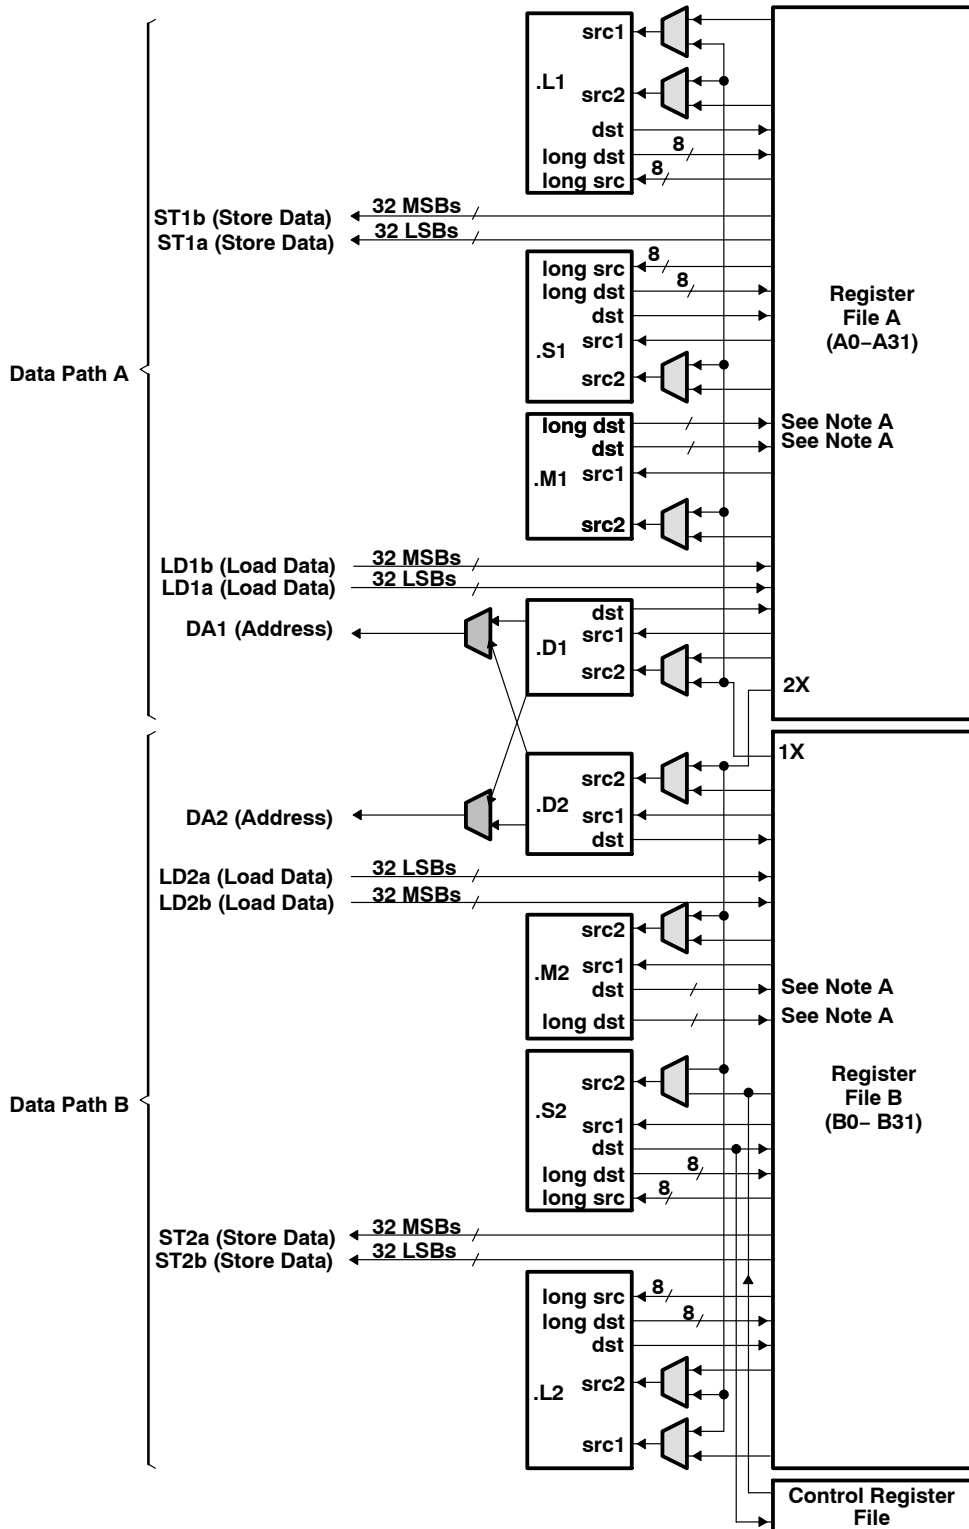 src1
.L1
src2
dst
long dst
8
long src
8
ST1b (Store Data)
32 MSBs
ST1a (Store Data)
32 LSBs
long src
8
long dst
8
dst
.S1
src1
src2
Register
File A
(A0–A31)
Data Path A
long dst
See Note A
dst
See Note A
.M1
src1
src2
LD1b (Load Data)
32 MSBs
LD1a (Load Data)
32 LSBs
DA1 (Address)
dst
src1
.D1
src2
2X
1X
src2
.D2
src1
dst
DA2 (Address)
LD2a (Load Data)
32 LSBs
LD2b (Load Data)
32 MSBs
src2
.M2
src1
dst
See Note A
long dst
See Note A
src2
.S2
src1
dst
long dst
8
long src
8
Register
File B
(B0– B31)
Data Path B
ST2a (Store Data)
32 MSBs
ST2b (Store Data)
32 LSBs
long src
8
long dst
8
dst
src2
.L2
src1
Control Register
File